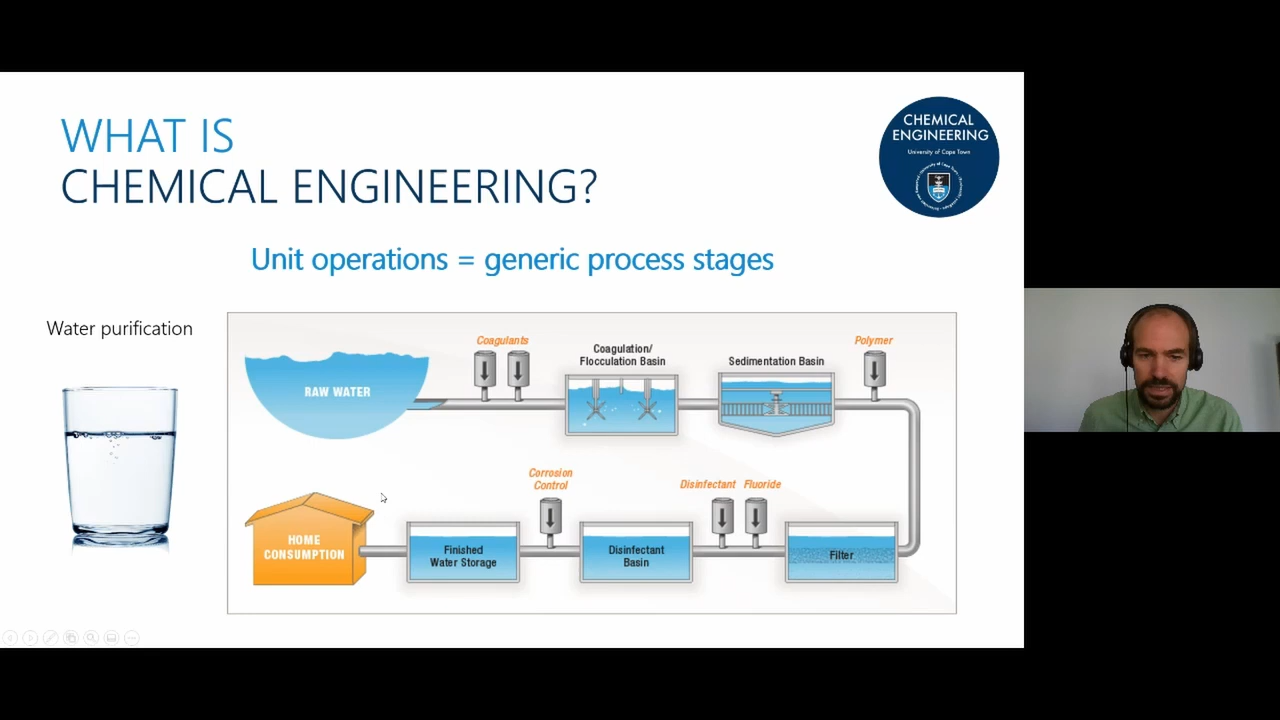 WHAT IS
CHEMICAL ENGINEERING?
CHEMICAL
ENGINEERING
University of Cape Town
Unit operations = generic process stages
Water purification
RAW WATER
Coagulants
Coagulation/
Flocculation Basin
Sedimentation Basin
Polymer
HOME
CONSUMPTION
Finished
Water Storage
Corrosion
Control
Disinfectant
Basin
Disinfectant
Fluoride
Filter